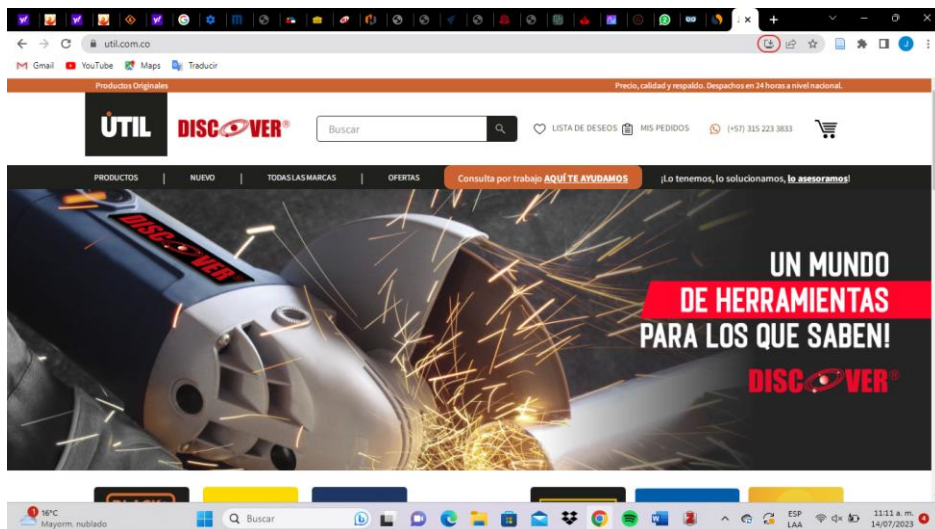 util.com.co
Gmail YouTube Maps Traducir
Productos Originales
Precio, calidad y respaldo. Despachos en 24 horas a nivel nacional.
ÚTIL DISCOVER® Buscar LISTA DE DESEOS MIS PEDIDOS (+57) 315 223 3833
PRODUCTOS | NUEVO | TODAS LAS MARCAS | OFERTAS Consulta por trabajo AQUÍ TE AYUDAMOS ¡Lo tenemos, lo solucionamos, lo asesoramos!
DISCOVER
UN MUNDO
DE HERRAMIENTAS
PARA LOS QUE SABEN!
DISCOVER®
16°C
Mayorm. nublado
Buscar
ESP
LAA
11:11 a. m.
14/07/2023